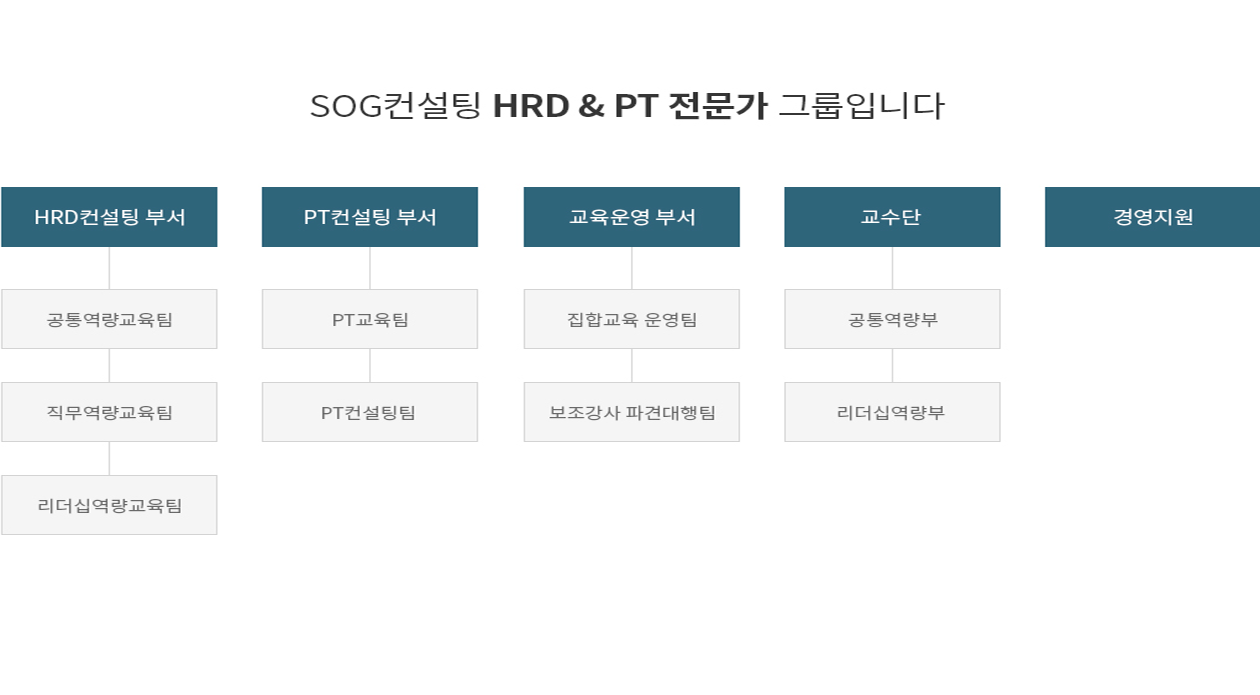 SOG컨설팅 HRD & PT 전문가 그룹입니다
HRD컨설팅 부서
공통역량교육팀
직무역량교육팀
리더십역량교육팀
PT컨설팅 부서
PT교육팀
PT컨설팅팀
교육운영 부서
집합교육 운영팀
보조강사 파견대행팀
교수단
공통역량부
리더십역량부
경영지원